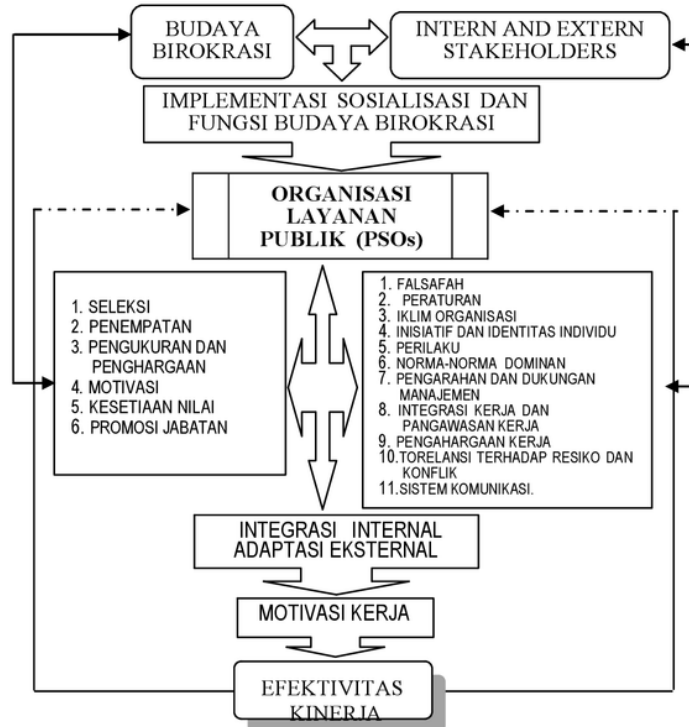 BUDAYA
BIROKRASI
INTERN AND EXTERN
STAKEHOLDERS
IMPLEMENTASI SOSIALISASI DAN
FUNGSI BUDAYA BIROKRASI
ORGANISASI
LAYANAN
PUBLIK (PSOs)
1. SELEKSI
2. PENEMPATAN
3. PENGUKURAN DAN
PENGHARGAAN
4. MOTIVASI
5. KESETIAAN NILAI
6. PROMOSI JABATAN
1. FALSAFAH
2. PERATURAN
3. IKLIM ORGANISASI
4. INISIATIF DAN IDENTITAS INDIVIDU
5. PERILAKU
6. NORMA-NORMA DOMINAN
7. PENGARAHAN DAN DUKUNGAN
MANAJEMEN
8. INTEGRASI KERJA DAN
PANGAWASAN KERJA
9. PENGAHARGAAN KERJA
10.TORELANSI TERHADAP RESIKO DAN
KONFLIK
11.SISTEM KOMUNIKASI.
INTEGRASI INTERNAL
ADAPTASI EKSTERNAL
MOTIVASI KERJA
EFEKTIVITAS
KINERJA